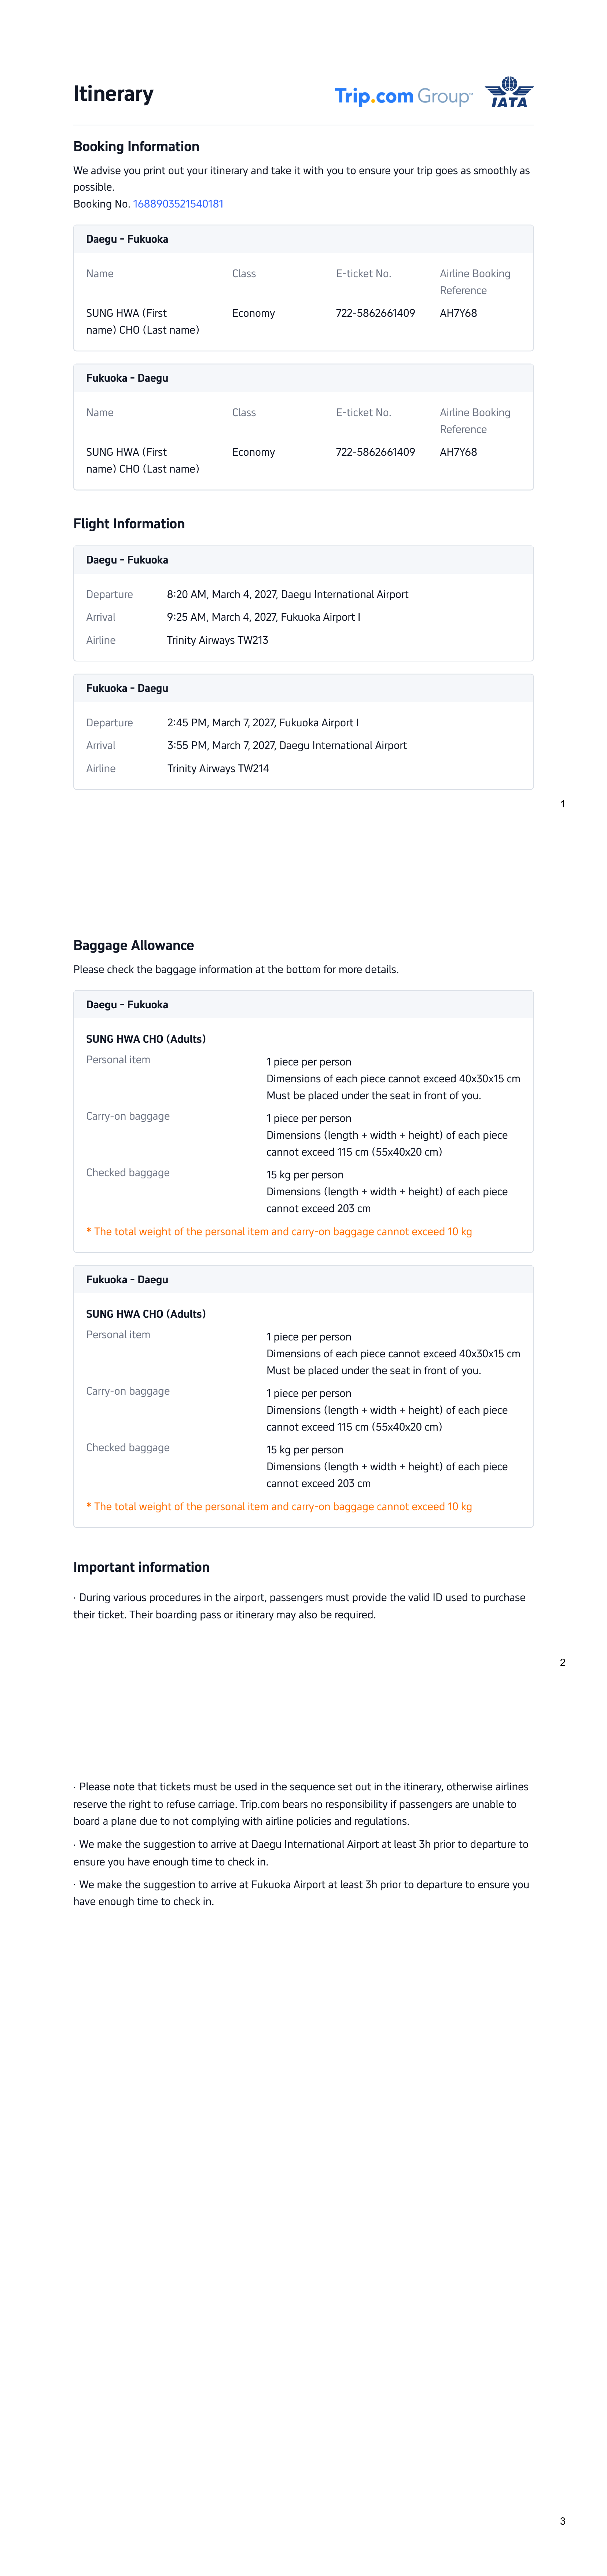 Itinerary
Trip.com Group™
IATA
Booking Information
We advise you print out your itinerary and take it with you to ensure your trip goes as smoothly as
possible.
Booking No. 1688903521540181
Daegu - Fukuoka
Name Class E-ticket No. Airline Booking
Reference
SUNG HWA (First Economy 722-5862661409 AH7Y68
name) CHO (Last name)
Fukuoka - Daegu
Name Class E-ticket No. Airline Booking
Reference
SUNG HWA (First Economy 722-5862661409 AH7Y68
name) CHO (Last name)
Flight Information
Daegu - Fukuoka
Departure 8:20 AM, March 4, 2027, Daegu International Airport
Arrival 9:25 AM, March 4, 2027, Fukuoka Airport I
Airline Trinity Airways TW213
Fukuoka - Daegu
Departure 2:45 PM, March 7, 2027, Fukuoka Airport I
Arrival 3:55 PM, March 7, 2027, Daegu International Airport
Airline Trinity Airways TW214
1
Baggage Allowance
Please check the baggage information at the bottom for more details.
Daegu - Fukuoka
SUNG HWA CHO (Adults)
Personal item 1 piece per person
Dimensions of each piece cannot exceed 40x30x15 cm
Must be placed under the seat in front of you.
Carry-on baggage 1 piece per person
Dimensions (length + width + height) of each piece
cannot exceed 115 cm (55x40x20 cm)
Checked baggage 15 kg per person
Dimensions (length + width + height) of each piece
cannot exceed 203 cm
* The total weight of the personal item and carry-on baggage cannot exceed 10 kg
Fukuoka - Daegu
SUNG HWA CHO (Adults)
Personal item 1 piece per person
Dimensions of each piece cannot exceed 40x30x15 cm
Must be placed under the seat in front of you.
Carry-on baggage 1 piece per person
Dimensions (length + width + height) of each piece
cannot exceed 115 cm (55x40x20 cm)
Checked baggage 15 kg per person
Dimensions (length + width + height) of each piece
cannot exceed 203 cm
* The total weight of the personal item and carry-on baggage cannot exceed 10 kg
Important information
· During various procedures in the airport, passengers must provide the valid ID used to purchase
their ticket. Their boarding pass or itinerary may also be required.
2
· Please note that tickets must be used in the sequence set out in the itinerary, otherwise airlines
reserve the right to refuse carriage. Trip.com bears no responsibility if passengers are unable to
board a plane due to not complying with airline policies and regulations.
· We make the suggestion to arrive at Daegu International Airport at least 3h prior to departure to
ensure you have enough time to check in.
· We make the suggestion to arrive at Fukuoka Airport at least 3h prior to departure to ensure you
have enough time to check in.
3